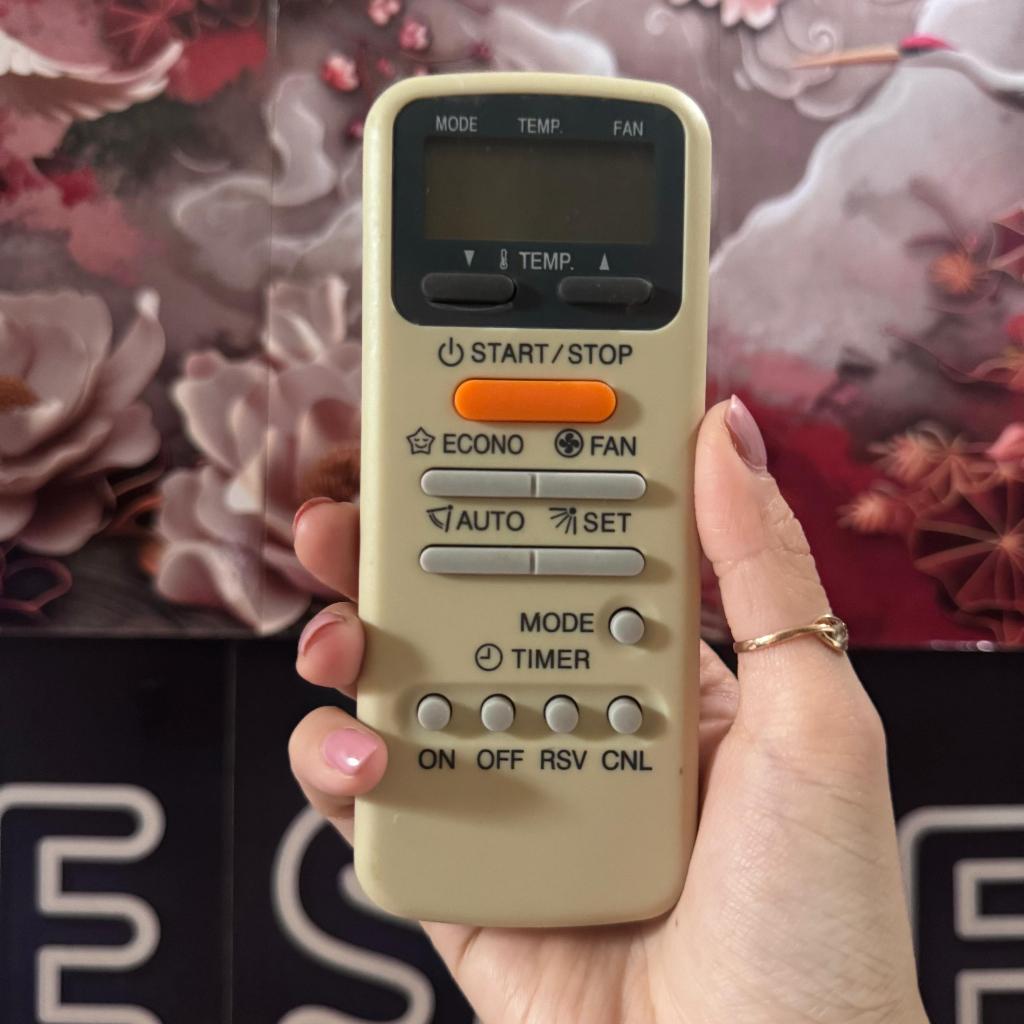 MODE TEMP. FAN
▼ TEMP. ▲
START/STOP
ECONO FAN
AUTO SET
MODE
TIMER
ON OFF RSV CNL
E S E